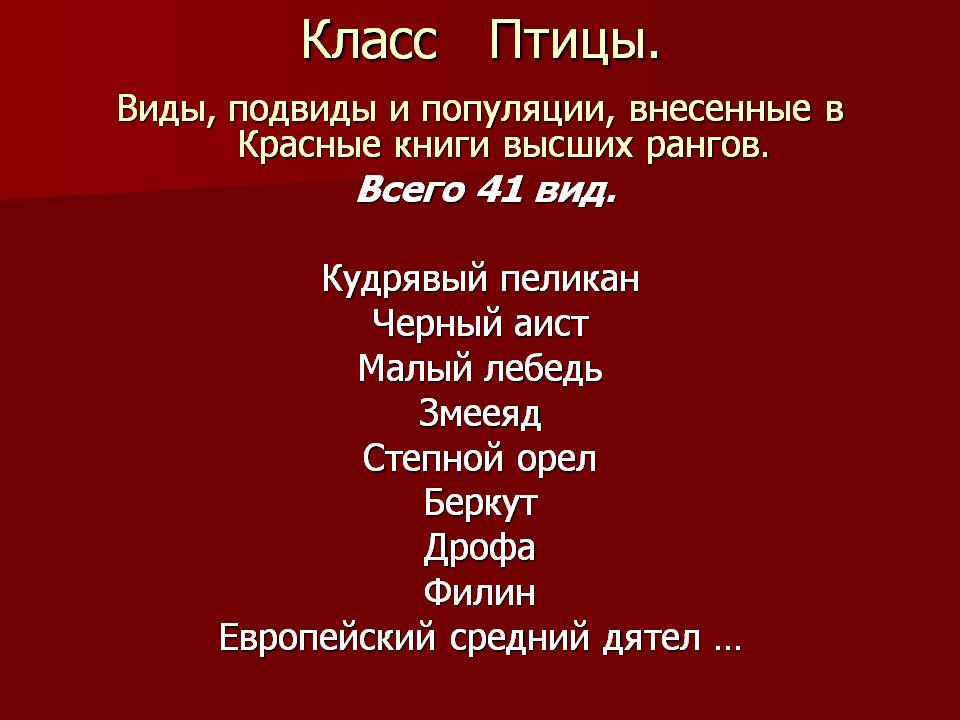 Класс Птицы.
Виды, подвиды и популяции, внесенные в
Красные книги высших рангов.
Всего 41 вид.
Кудрявый пеликан
Черный аист
Малый лебедь
Змееяд
Степной орел
Беркут
Дрофа
Филин
Европейский средний дятел ...